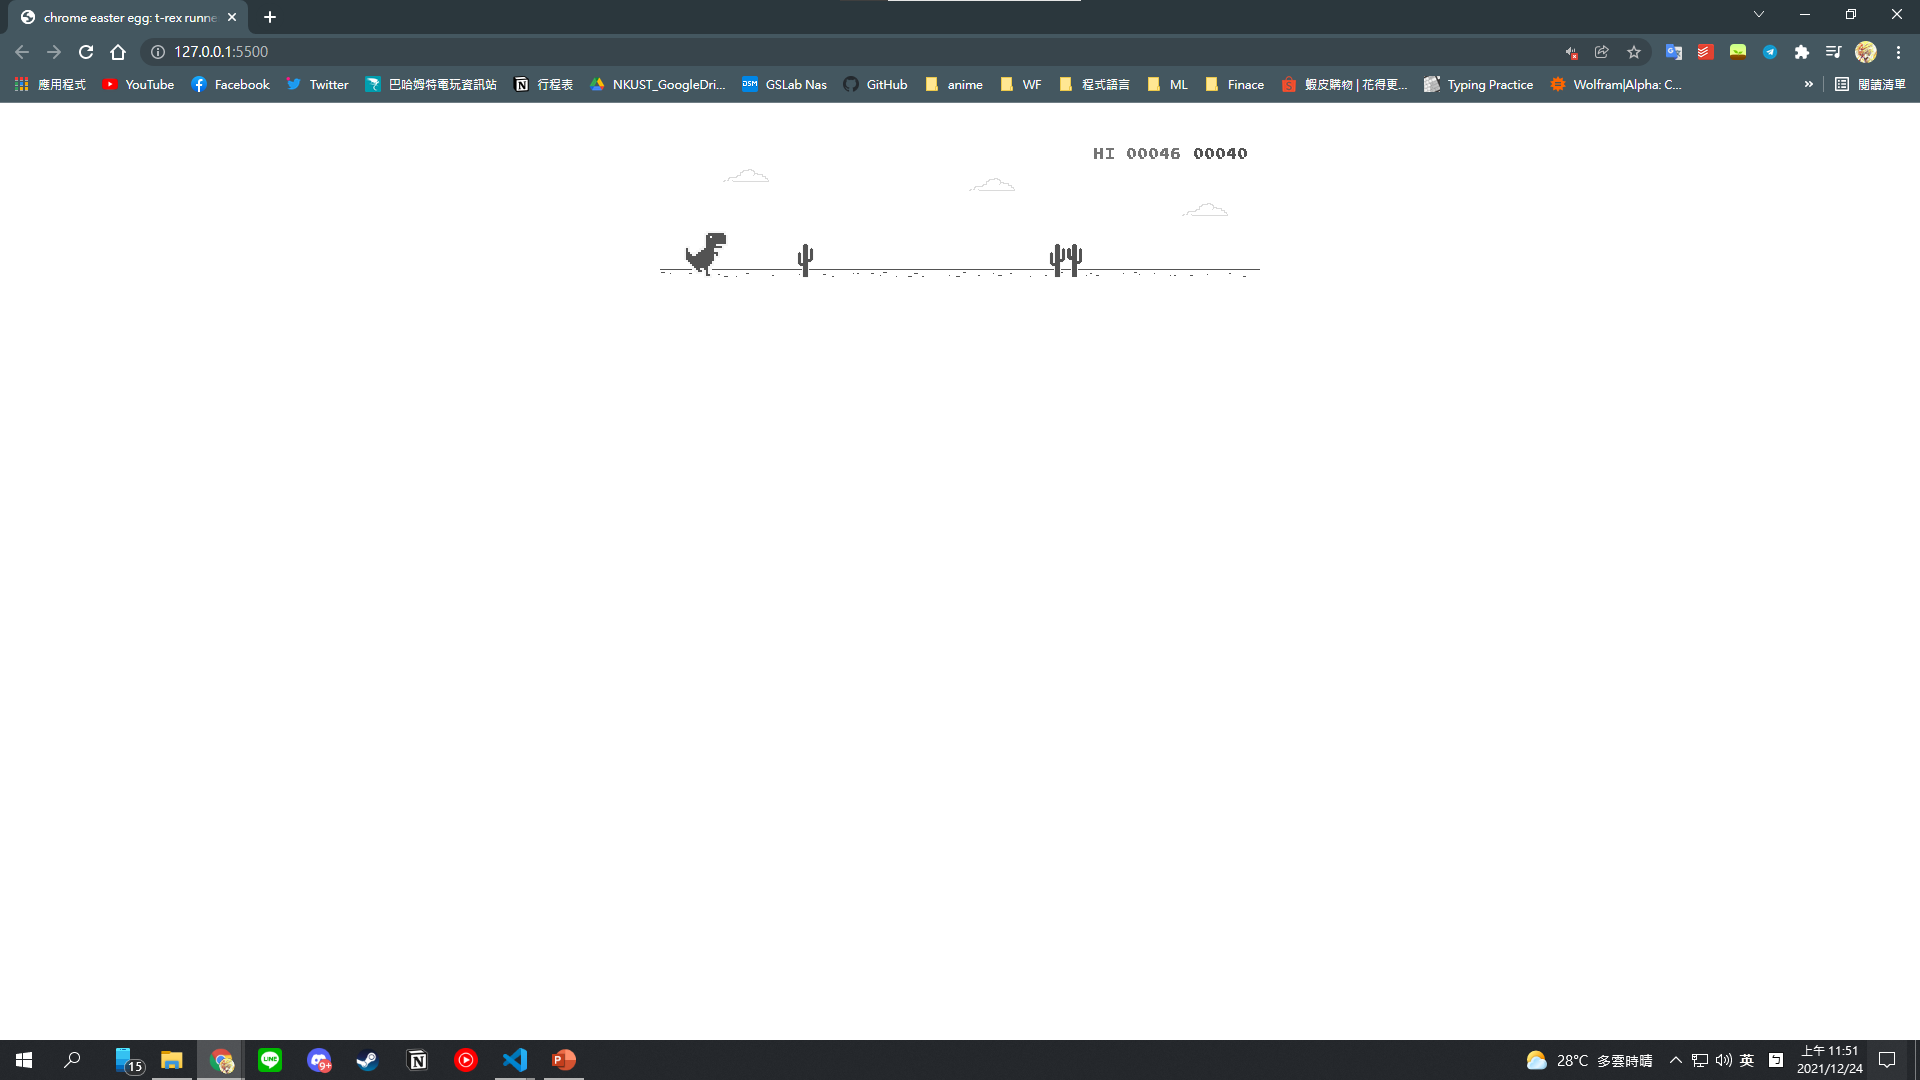 chrome easter egg: t-rex runne
127.0.0.1:5500
應用程式 YouTube Facebook Twitter 巴哈姆特電玩資訊站 行程表 NKUST_GoogleDri... GSLab Nas GitHub anime WF 程式語言 ML Finace 蝦皮購物 | 花得更... Typing Practice Wolfram|Alpha: C... » 閱讀清單
HI 00046 00040
15 LINE 9+ N P 28°C 多雲時晴 英 上午 11:51
2021/12/24